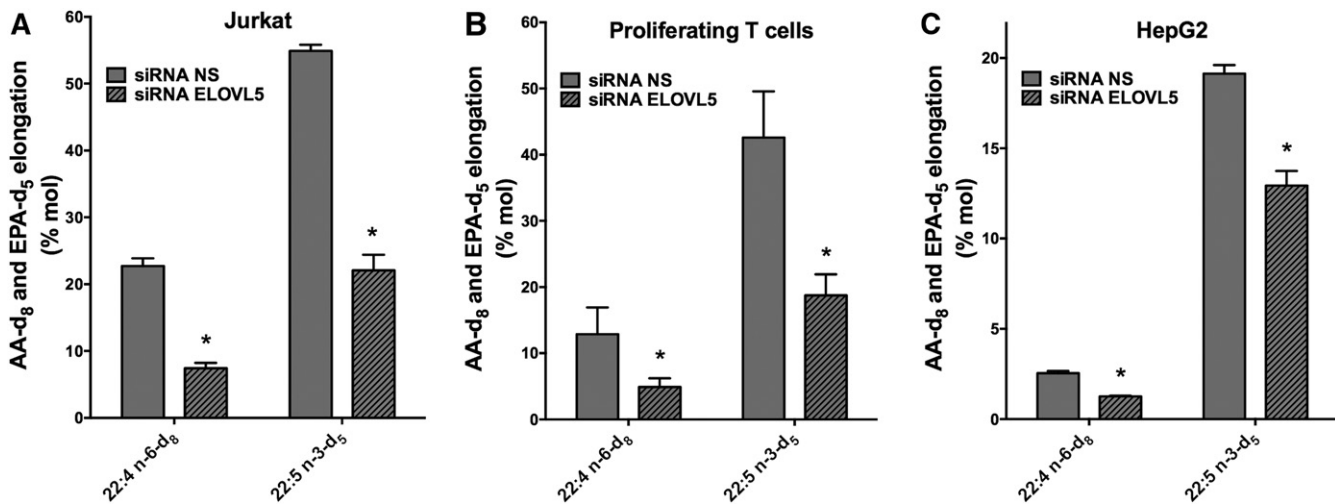 A
Jurkat
siRNA NS
siRNA ELOVL5
AA-d8 and EPA-d5 elongation
(% mol)
60
50
40
30
20
10
0
*
*
22:4 n-6-d8
22:5 n-3-d5
B
Proliferating T cells
siRNA NS
siRNA ELOVL5
AA-d8 and EPA-d5 elongation
(% mol)
60
50
40
30
20
10
0
*
*
22:4 n-6-d8
22:5 n-3-d5
C
HepG2
siRNA NS
siRNA ELOVL5
AA-d8 and EPA-d5 elongation
(% mol)
20
15
10
5
0
*
*
22:4 n-6-d8
22:5 n-3-d5